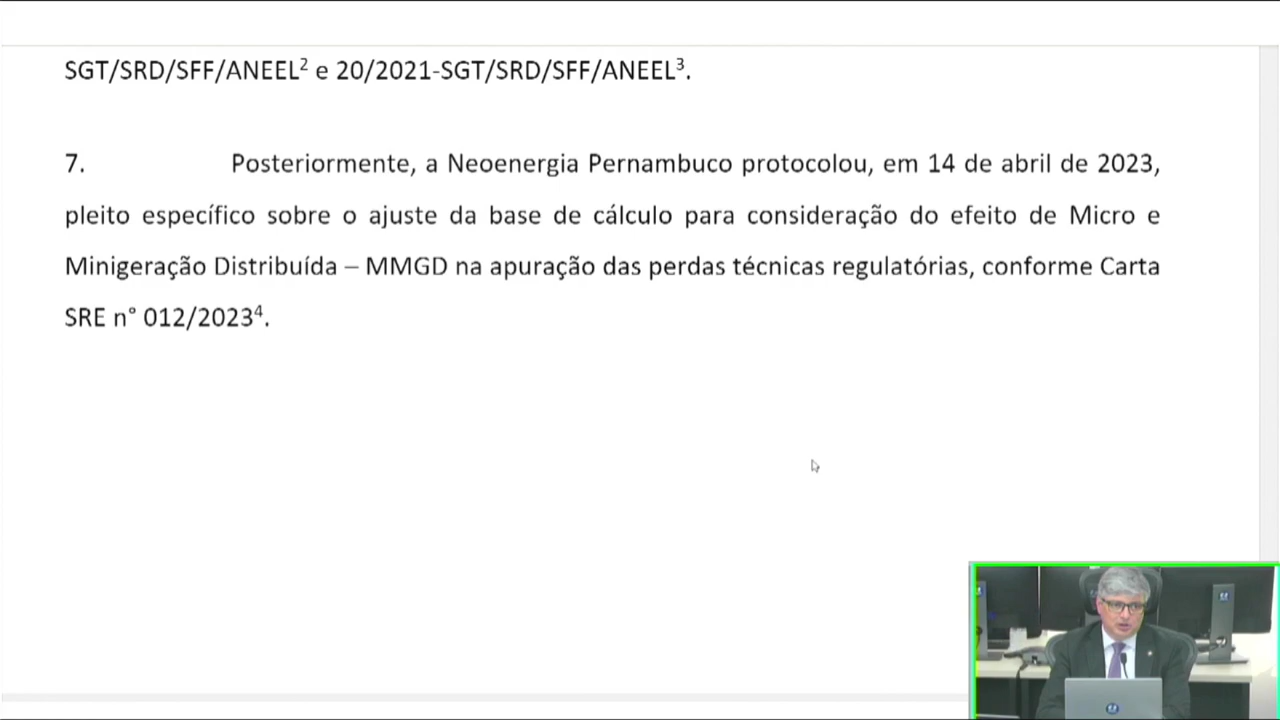 SGT/SRD/SFF/ANEEL² e 20/2021-SGT/SRD/SFF/ANEEL³.
7. Posteriormente, a Neoenergia Pernambuco protocolou, em 14 de abril de 2023,
pleito específico sobre o ajuste da base de cálculo para consideração do efeito de Micro e
Minigeração Distribuída – MMGD na apuração das perdas técnicas regulatórias, conforme Carta
SRE n° 012/2023⁴.